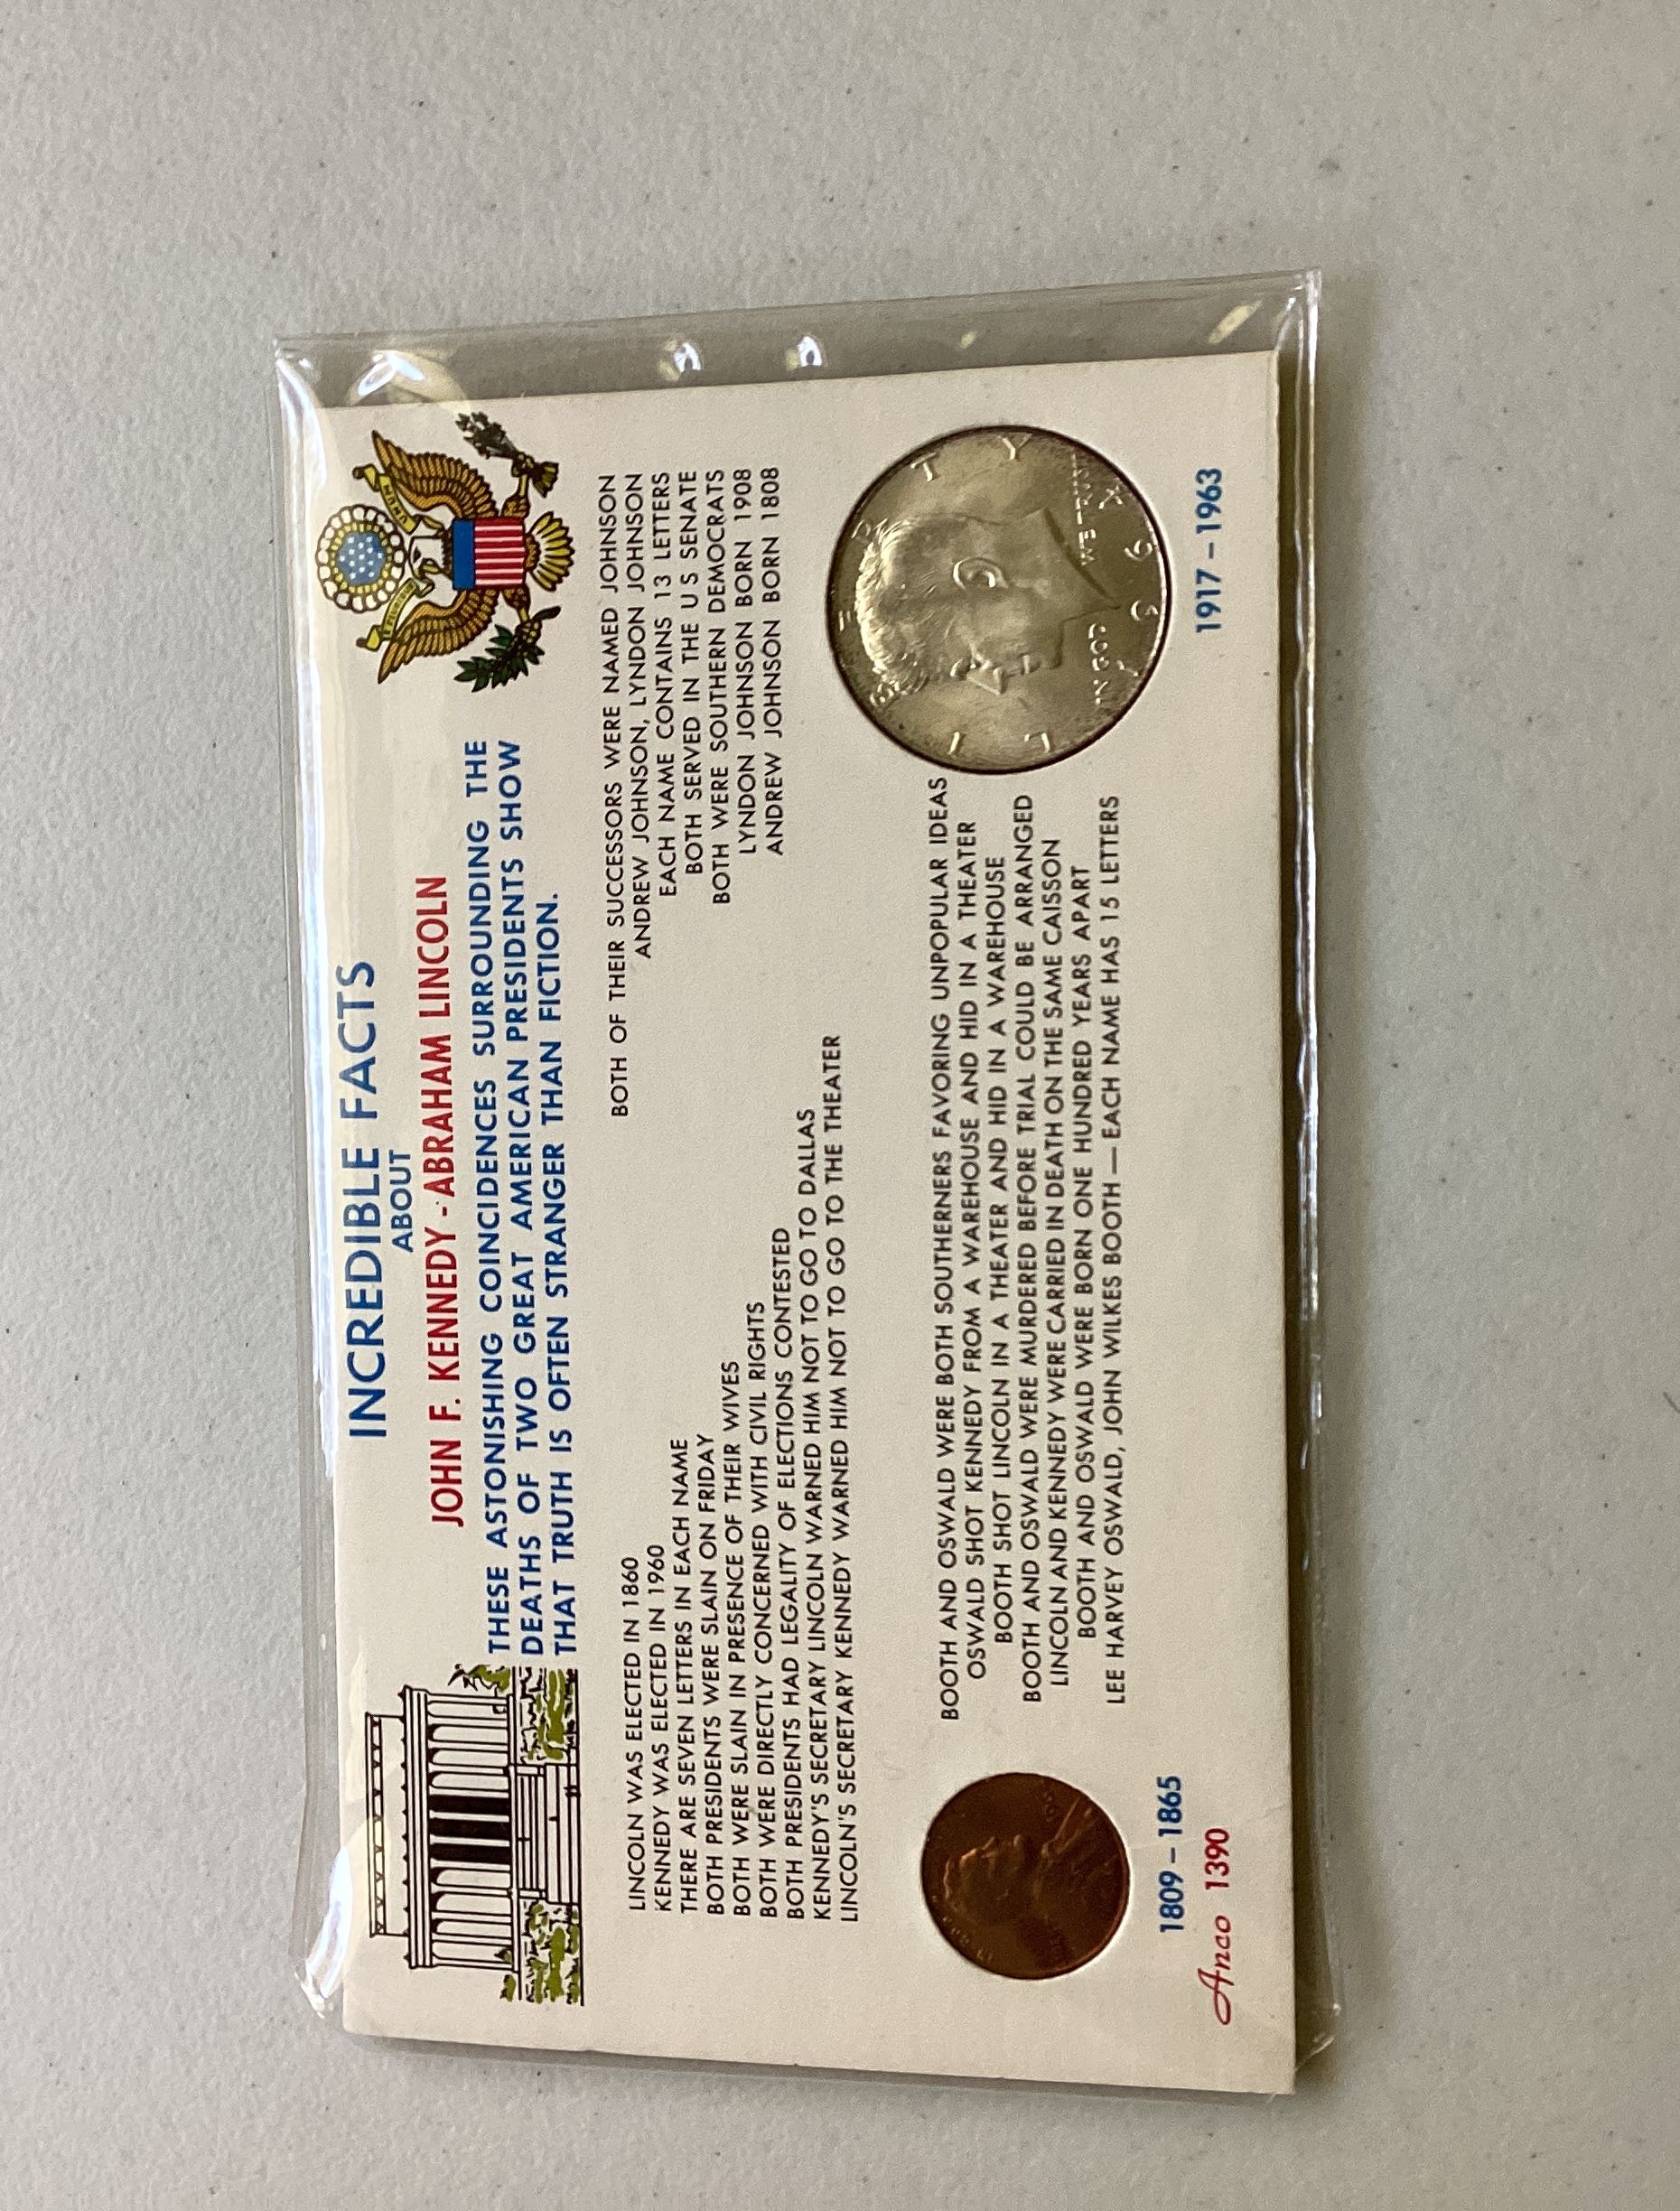 INCREDIBLE FACTS
ABOUT
JOHN F. KENNEDY - ABRAHAM LINCOLN
THESE ASTONISHING COINCIDENCES SURROUNDING THE
DEATHS OF TWO GREAT AMERICAN PRESIDENTS SHOW
THAT TRUTH IS OFTEN STRANGER THAN FICTION.
UNUM
LINCOLN WAS ELECTED IN 1860
KENNEDY WAS ELECTED IN 1960
THERE ARE SEVEN LETTERS IN EACH NAME
BOTH PRESIDENTS WERE SLAIN ON FRIDAY
BOTH WERE SLAIN IN PRESENCE OF THEIR WIVES
BOTH WERE DIRECTLY CONCERNED WITH CIVIL RIGHTS
BOTH PRESIDENTS HAD LEGALITY OF ELECTIONS CONTESTED
KENNEDY'S SECRETARY LINCOLN WARNED HIM NOT TO GO TO DALLAS
LINCOLN'S SECRETARY KENNEDY WARNED HIM NOT TO GO TO THE THEATER
BOTH OF THEIR SUCCESSORS WERE NAMED JOHNSON
ANDREW JOHNSON, LYNDON JOHNSON
EACH NAME CONTAINS 13 LETTERS
BOTH SERVED IN THE U S SENATE
BOTH WERE SOUTHERN DEMOCRATS
LYNDON JOHNSON BORN 1908
ANDREW JOHNSON BORN 1808
BOOTH AND OSWALD WERE BOTH SOUTHERNERS FAVORING UNPOPULAR IDEAS
OSWALD SHOT KENNEDY FROM A WAREHOUSE AND HID IN A THEATER
BOOTH SHOT LINCOLN IN A THEATER AND HID IN A WAREHOUSE
BOOTH AND OSWALD WERE MURDERED BEFORE TRIAL COULD BE ARRANGED
LINCOLN AND KENNEDY WERE CARRIED IN DEATH ON THE SAME CAISSON
BOOTH AND OSWALD WERE BORN ONE HUNDRED YEARS APART
LEE HARVEY OSWALD, JOHN WILKES BOOTH — EACH NAME HAS 15 LETTERS
LIBERTY
IN GOD WE TRUST
1809 – 1865
1917 – 1963
Anco 1390